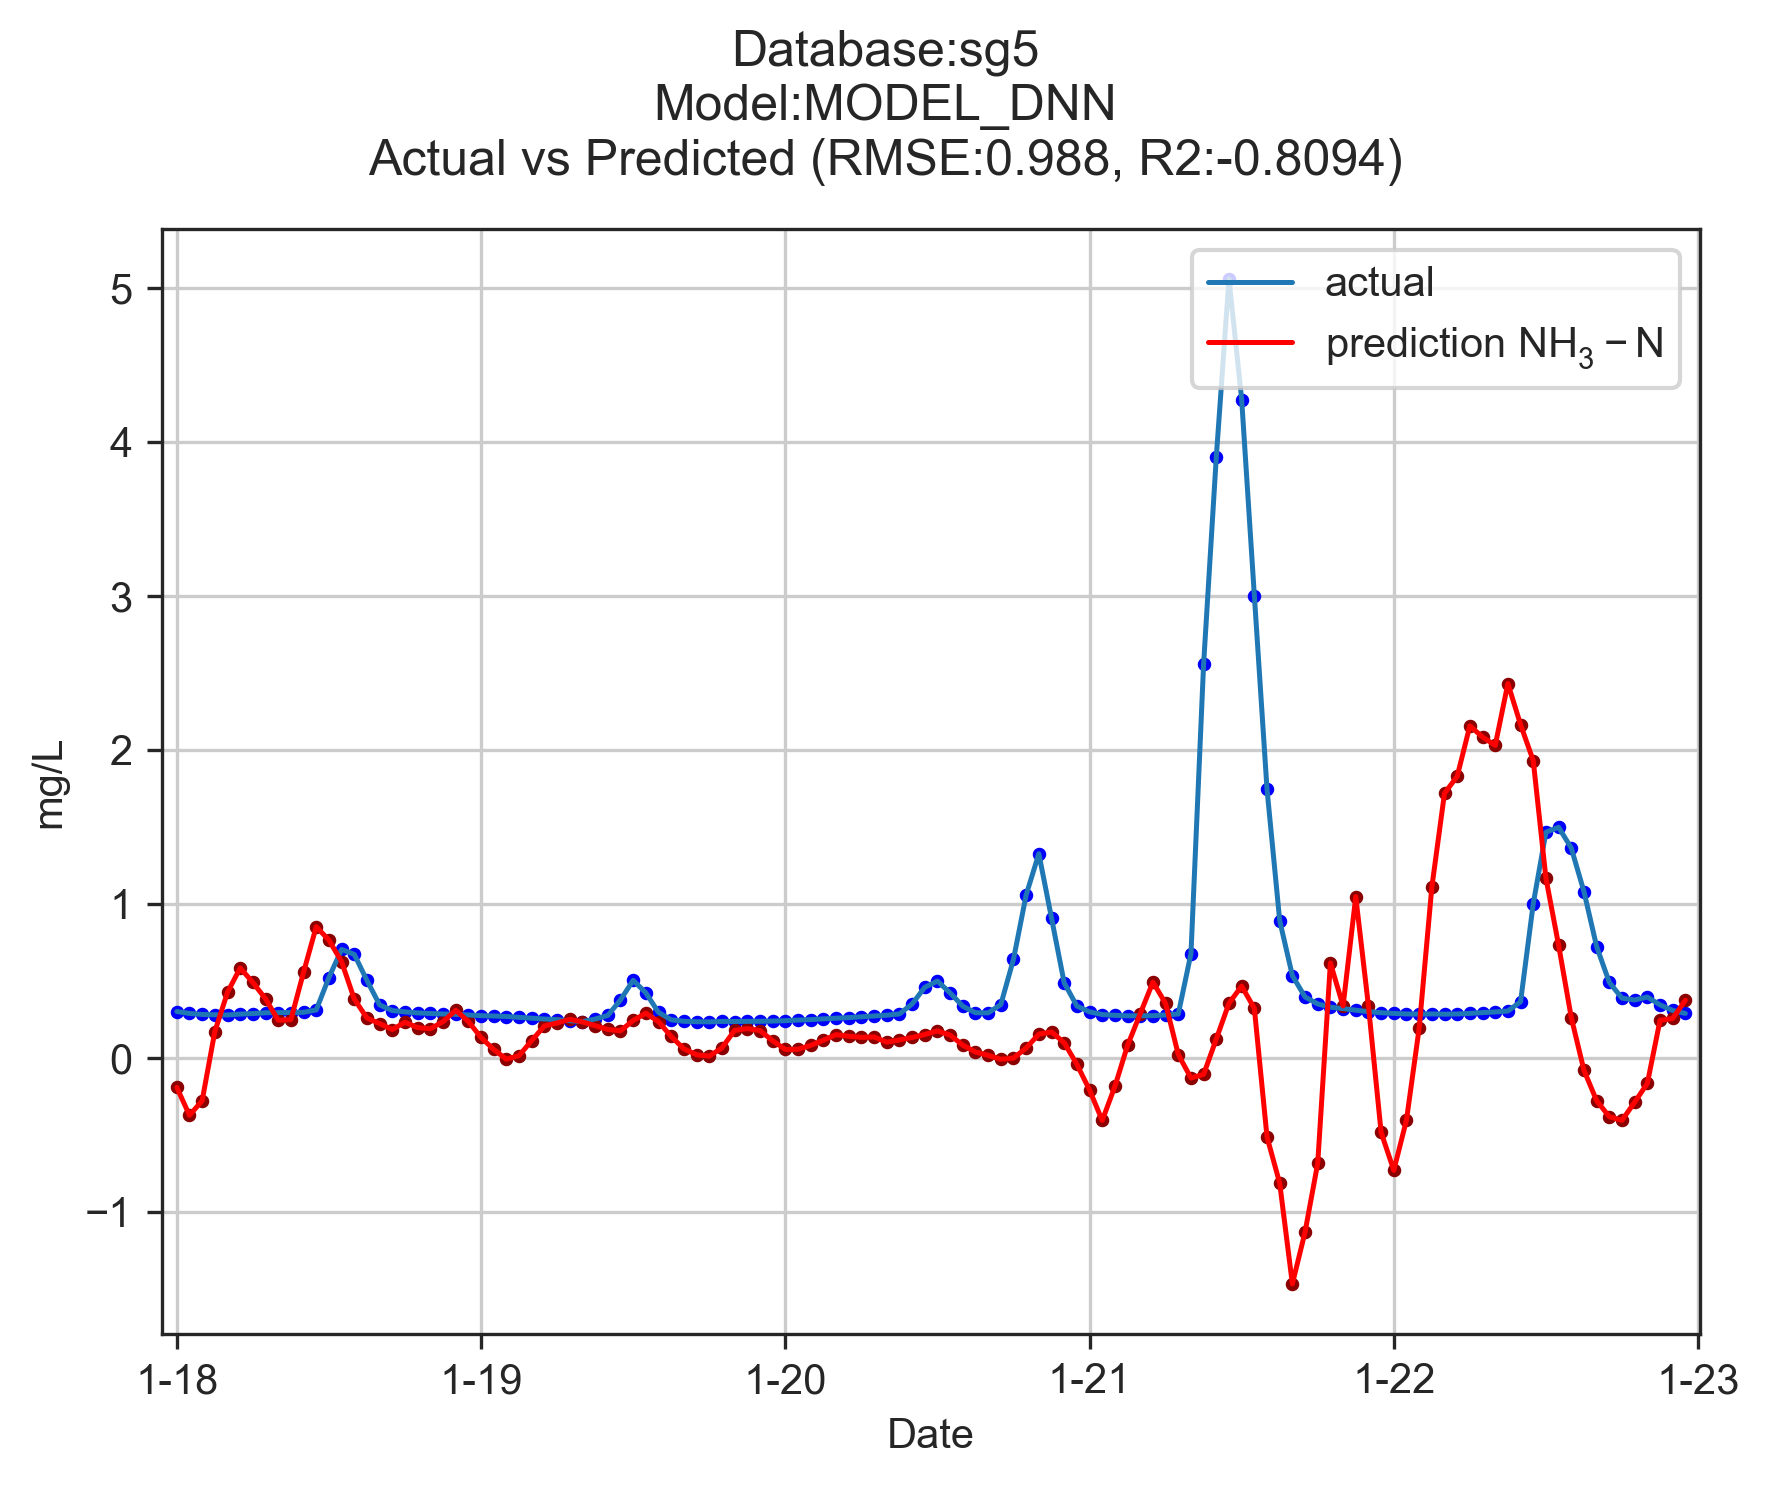 Database:sg5
Model:MODEL_DNN
Actual vs Predicted (RMSE:0.988, R2:-0.8094)
actual
prediction NH₃ − N
5
4
3
2
1
0
−1
mg/L
1-18 1-19 1-20 1-21 1-22 1-23
Date